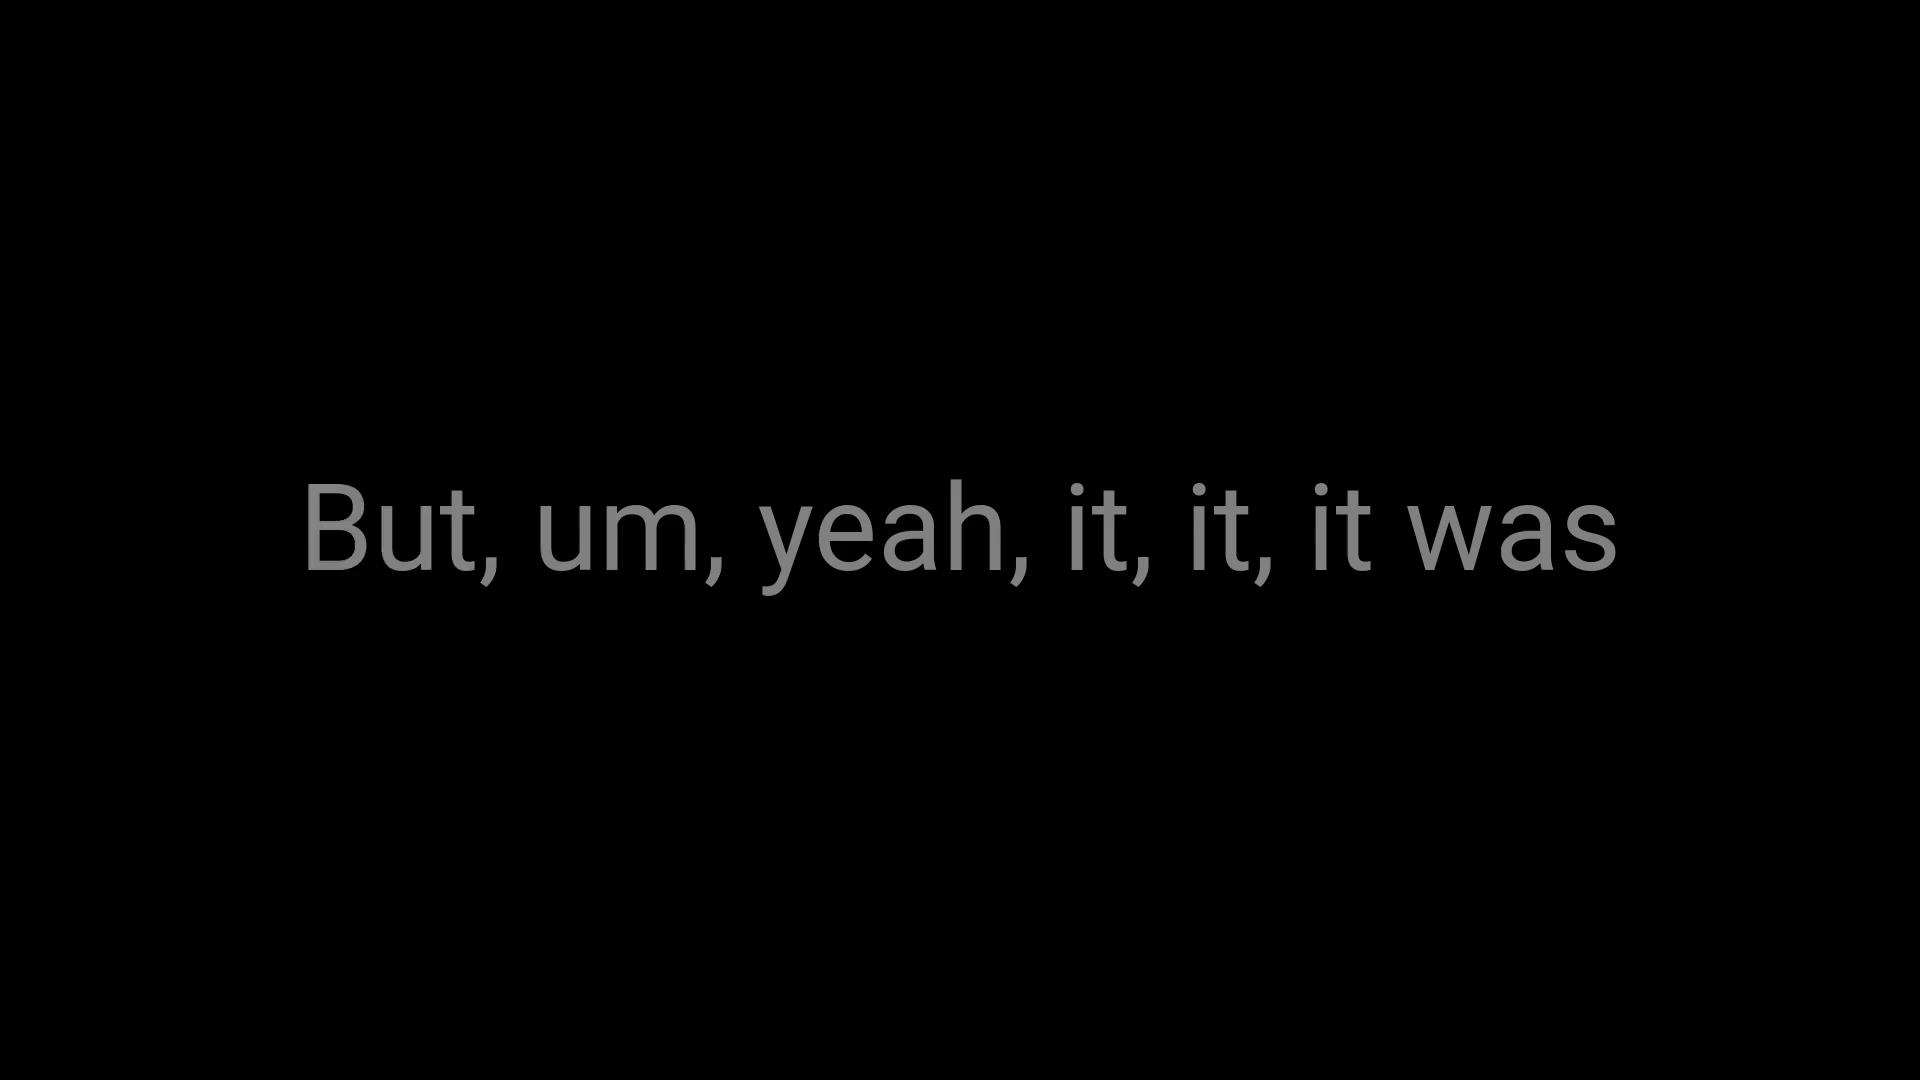 But, um, yeah, it, it, it was